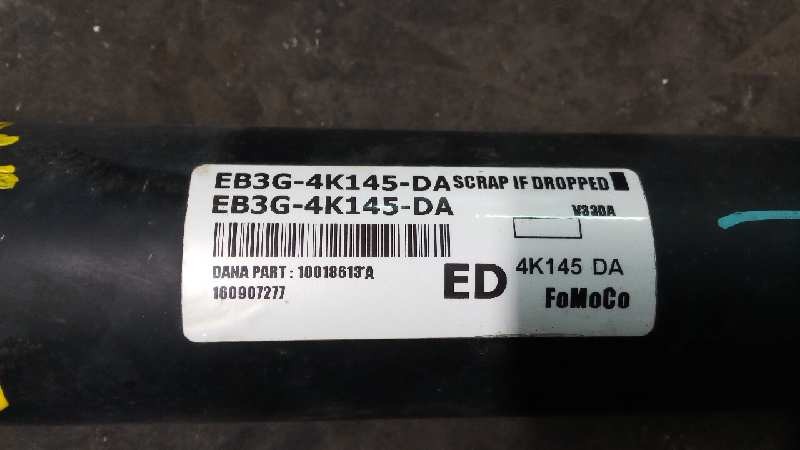 EB3G-4K145-DA SCRAP IF DROPPED
EB3G-4K145-DA
V33DA
DANA PART : 10018613'A
ED
4K145 DA
160907277
FoMoCo